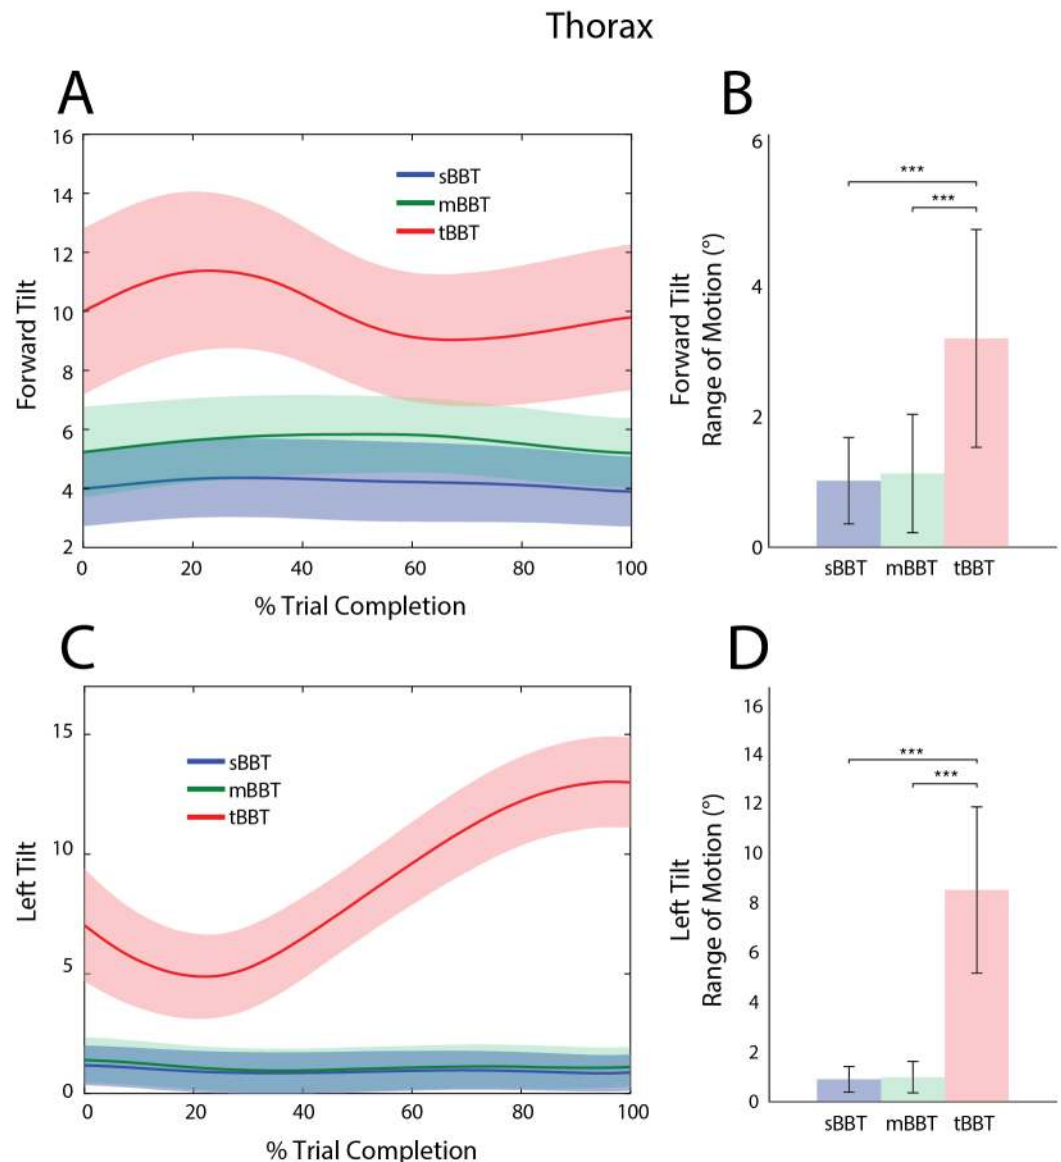 Thorax
A
16
14
12
10
8
6
4
2
0
20
40
60
80
100
Forward Tilt
% Trial Completion
sBBT
mBBT
tBBT
B
6
4
2
0
Forward Tilt
Range of Motion (°)
***
***
sBBT
mBBT
tBBT
C
15
10
5
0
0
20
40
60
80
100
Left Tilt
% Trial Completion
sBBT
mBBT
tBBT
D
16
14
12
10
8
6
4
2
0
Left Tilt
Range of Motion (°)
***
***
sBBT
mBBT
tBBT